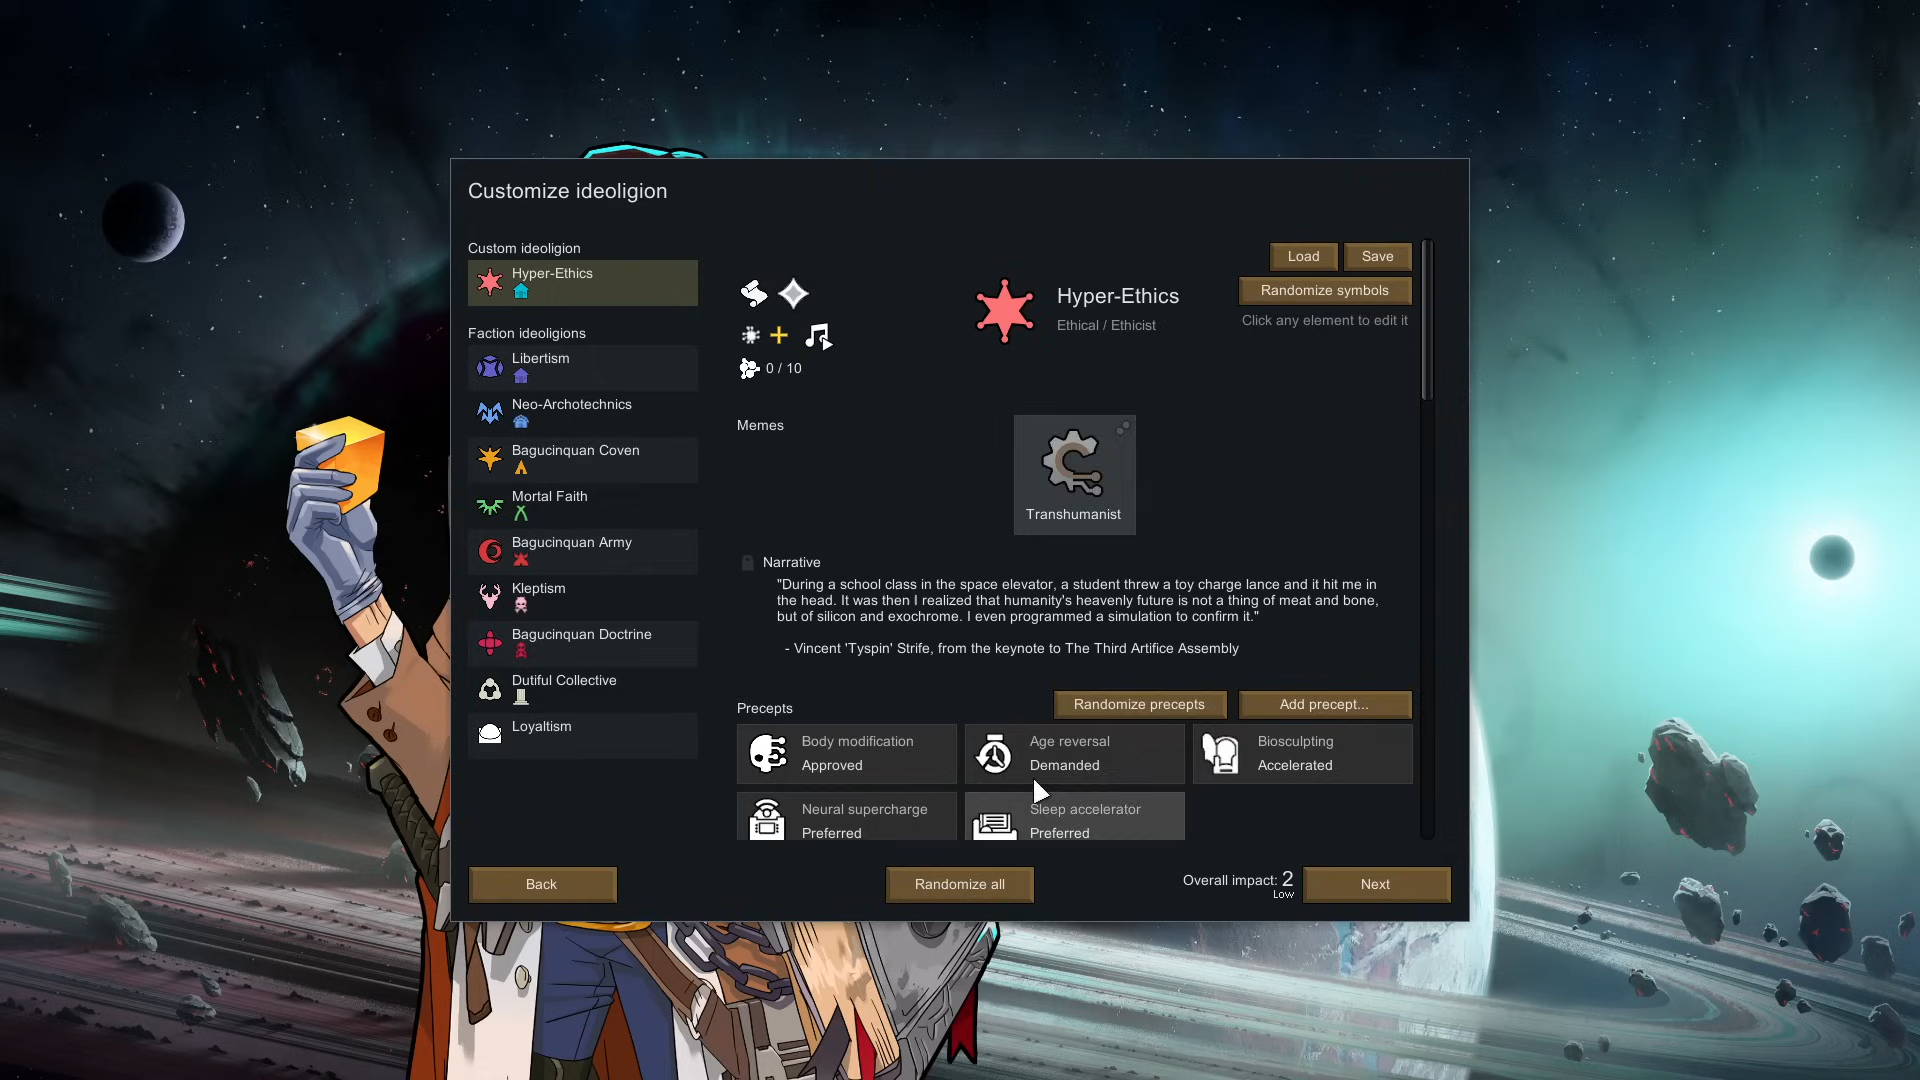 Customize ideoligion
Custom ideoligion
Hyper-Ethics
Faction ideoligions
Libertism
Neo-Archotechnics
Bagucinquan Coven
Mortal Faith
Bagucinquan Army
Kleptism
Bagucinquan Doctrine
Dutiful Collective
Loyaltism
0 / 10
Hyper-Ethics
Ethical / Ethicist
Load
Save
Randomize symbols
Click any element to edit it
Memes
Transhumanist
Narrative
"During a school class in the space elevator, a student threw a toy charge lance and it hit me in
the head. It was then I realized that humanity's heavenly future is not a thing of meat and bone,
but of silicon and exochrome. I even programmed a simulation to confirm it."
- Vincent 'Tyspin' Strife, from the keynote to The Third Artifice Assembly
Precepts
Randomize precepts
Add precept...
Body modification
Approved
Age reversal
Demanded
Biosculpting
Accelerated
Neural supercharge
Preferred
Sleep accelerator
Preferred
Back
Randomize all
Overall impact: 2
Low
Next